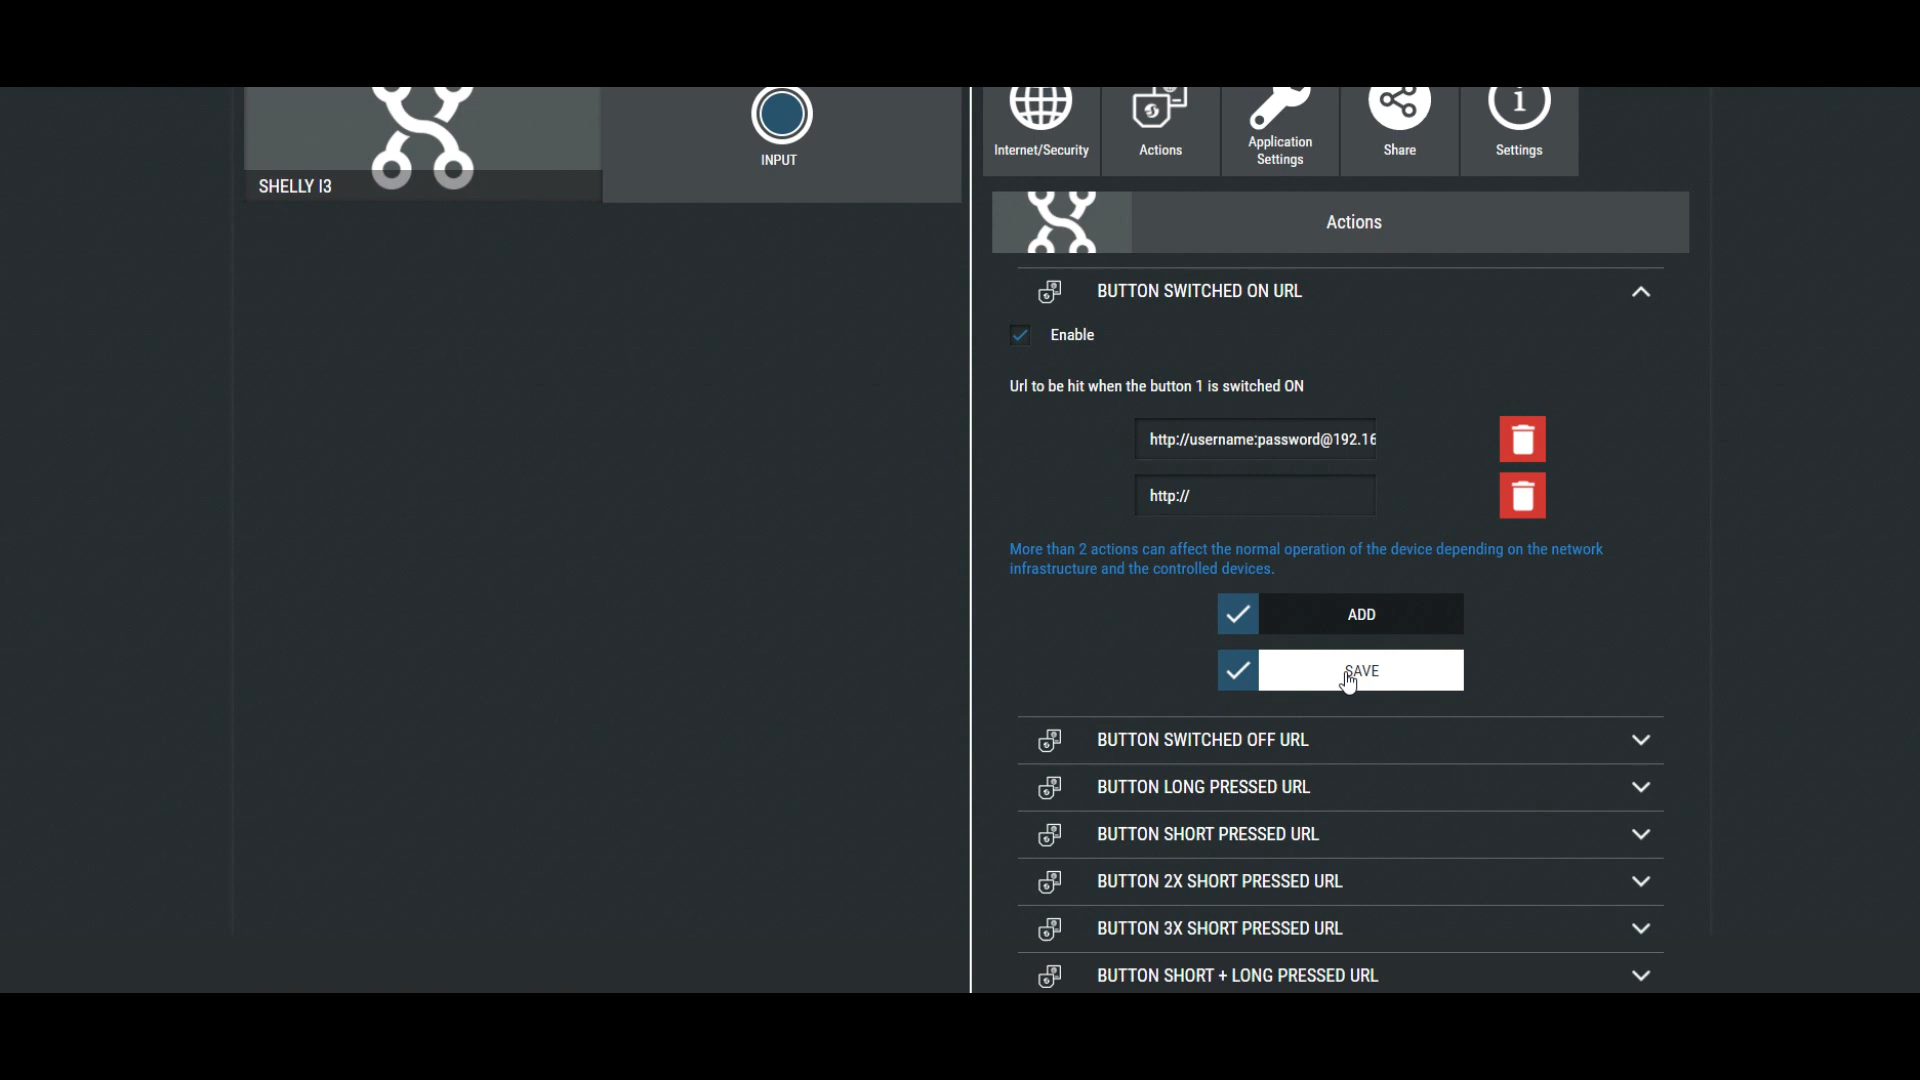 SHELLY I3
INPUT
Internet/Security
Actions
Application
Settings
Share
Settings
Actions
BUTTON SWITCHED ON URL
Enable
Url to be hit when the button 1 is switched ON
http://username:password@192.16
http://
More than 2 actions can affect the normal operation of the device depending on the network
infrastructure and the controlled devices.
ADD
SAVE
BUTTON SWITCHED OFF URL
BUTTON LONG PRESSED URL
BUTTON SHORT PRESSED URL
BUTTON 2X SHORT PRESSED URL
BUTTON 3X SHORT PRESSED URL
BUTTON SHORT + LONG PRESSED URL